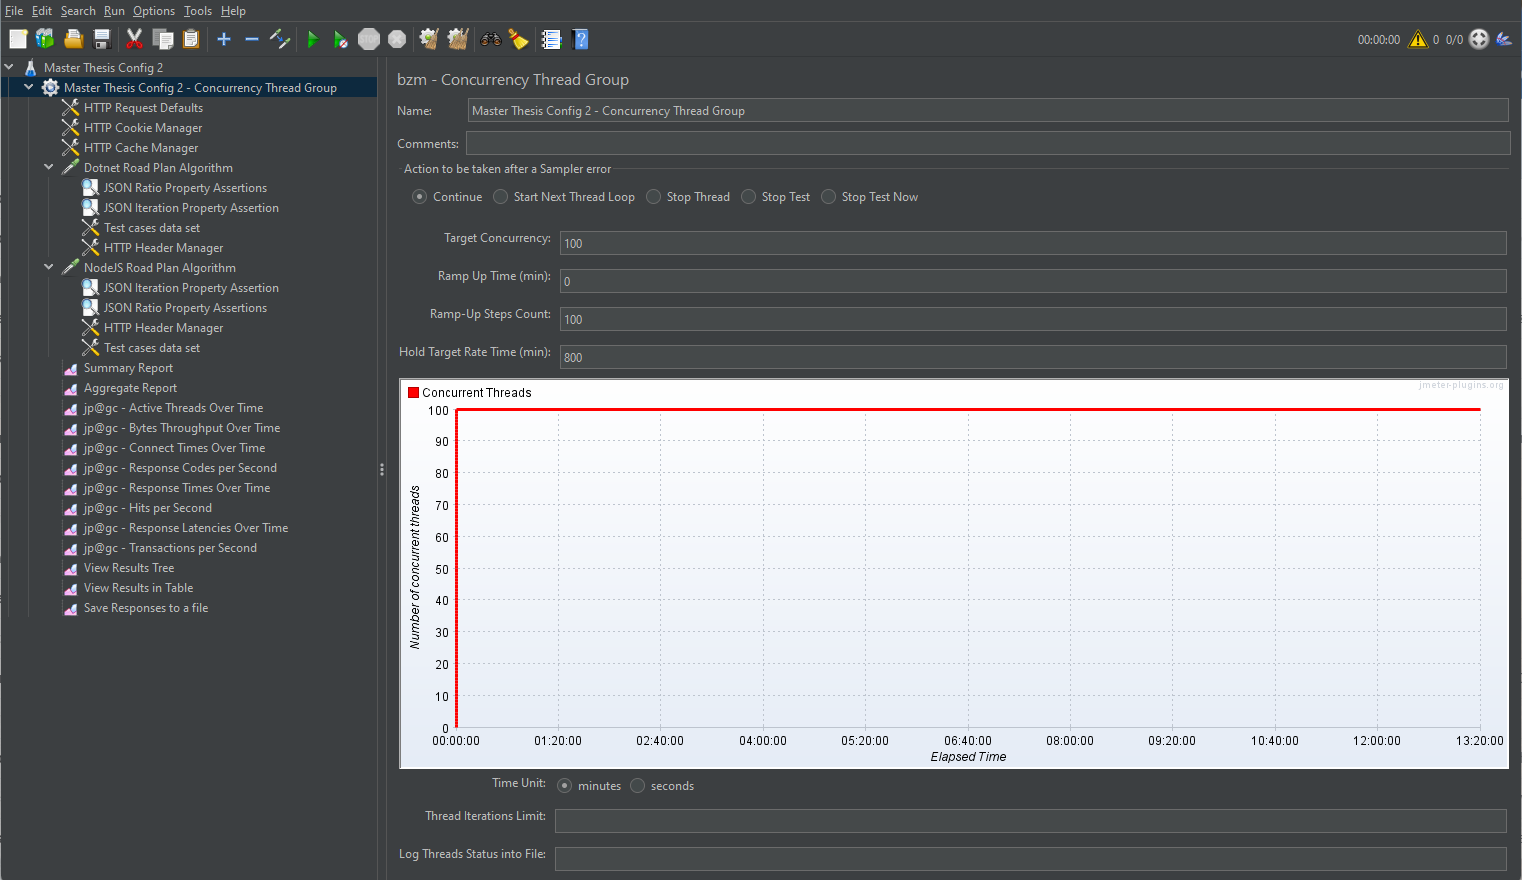 File Edit Search Run Options Tools Help
00:00:00 0 0/0
Master Thesis Config 2
Master Thesis Config 2 - Concurrency Thread Group
HTTP Request Defaults
HTTP Cookie Manager
HTTP Cache Manager
Dotnet Road Plan Algorithm
JSON Ratio Property Assertions
JSON Iteration Property Assertion
Test cases data set
HTTP Header Manager
NodeJS Road Plan Algorithm
JSON Iteration Property Assertion
JSON Ratio Property Assertions
HTTP Header Manager
Test cases data set
Summary Report
Aggregate Report
jp@gc - Active Threads Over Time
jp@gc - Bytes Throughput Over Time
jp@gc - Connect Times Over Time
jp@gc - Response Codes per Second
jp@gc - Response Times Over Time
jp@gc - Hits per Second
jp@gc - Response Latencies Over Time
jp@gc - Transactions per Second
View Results Tree
View Results in Table
Save Responses to a file
bzm - Concurrency Thread Group
Name: Master Thesis Config 2 - Concurrency Thread Group
Comments:
Action to be taken after a Sampler error
Continue Start Next Thread Loop Stop Thread Stop Test Stop Test Now
Target Concurrency: 100
Ramp Up Time (min): 0
Ramp-Up Steps Count: 100
Hold Target Rate Time (min): 800
Concurrent Threads
jmeter-plugins.org
Number of concurrent threads
100
90
80
70
60
50
40
30
20
10
0
00:00:00 01:20:00 02:40:00 04:00:00 05:20:00 06:40:00 08:00:00 09:20:00 10:40:00 12:00:00 13:20:00
Elapsed Time
Time Unit: minutes seconds
Thread Iterations Limit:
Log Threads Status into File: